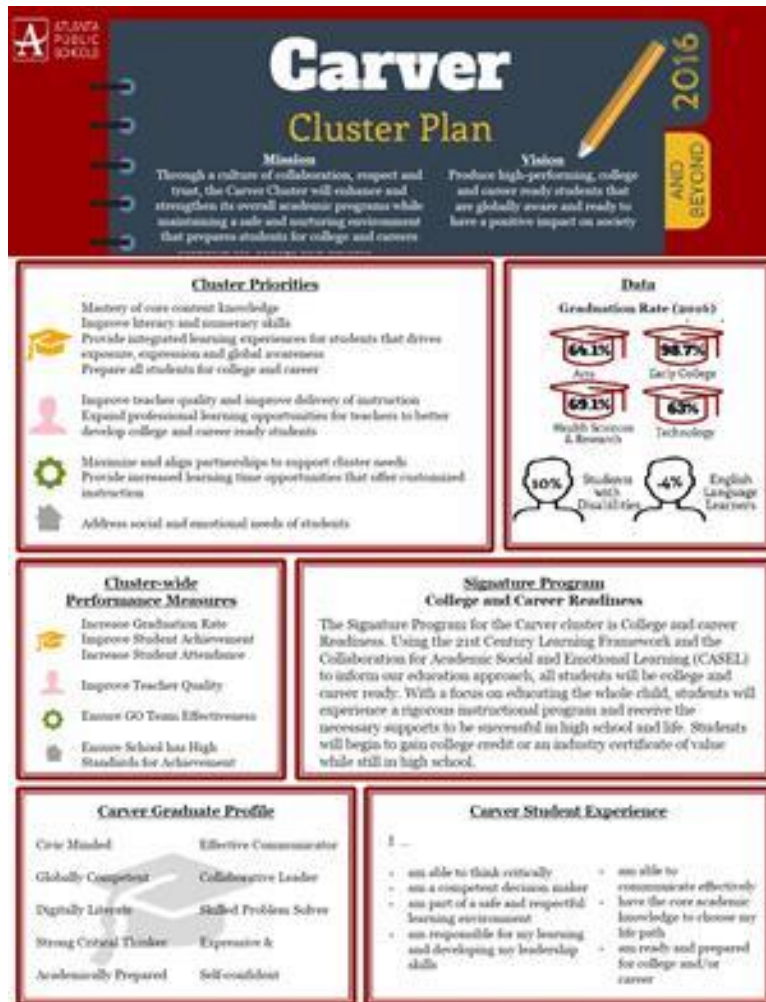 ATLANTA
PUBLIC
SCHOOLS
Carver
Cluster Plan
2016
AND
BEYOND
Mission
Through a culture of collaboration, respect and
trust, the Carver Cluster will enhance and
strengthen its overall academic programs while
maintaining a safe and nurturing environment
that prepares students for college and careers
Vision
Produce high-performing, college
and career ready students that
are globally aware and ready to
have a positive impact on society
Cluster Priorities
Mastery of core content knowledge
Improve literacy and numeracy skills
Provide integrated learning experiences for students that drives
exposure, expression and global awareness
Prepare all students for college and career
Improve teacher quality and improve delivery of instruction
Expand professional learning opportunities for teachers to better
develop college and career ready students
Maximize and align partnerships to support cluster needs
Provide increased learning time opportunities that offer customized
instruction
Address social and emotional needs of students
Data
Graduation Rate (2016)
64.1%
98.7%
Arts
Early College
69.1%
63%
Health Sciences
& Research
Technology
10%
Students
with
Disabilities
.4%
English
Language
Learners
Cluster-wide
Performance Measures
Increase Graduation Rate
Improve Student Achievement
Increase Student Attendance
Improve Teacher Quality
Ensure GO Team Effectiveness
Ensure School has High
Standards for Achievement
Signature Program
College and Career Readiness
The Signature Program for the Carver cluster is College and career
Readiness. Using the 21st Century Learning Framework and the
Collaboration for Academic Social and Emotional Learning (CASEL)
to inform our education approach, all students will be college and
career ready. With a focus on educating the whole child, students will
experience a rigorous instructional program and receive the
necessary supports to be successful in high school and life. Students
will begin to gain college credit or an industry certificate of value
while still in high school.
Carver Graduate Profile
Civic Minded
Effective Communicator
Globally Competent
Collaborative Leader
Digitally Literate
Skilled Problem Solver
Strong Critical Thinker
Expressive &
Academically Prepared
Self-confident
Carver Student Experience
I ...
- am able to think critically
- am a competent decision maker
- am part of a safe and respectful
learning environment
- am responsible for my learning
and developing my leadership
skills
- am able to
communicate effectively
- have the core academic
knowledge to choose my
life path
- am ready and prepared
for college and/or
career